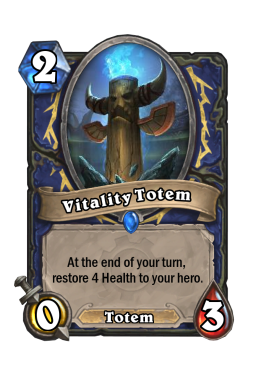 2
Vitality Totem
At the end of your turn,
restore 4 Health to your hero.
0
Totem
3